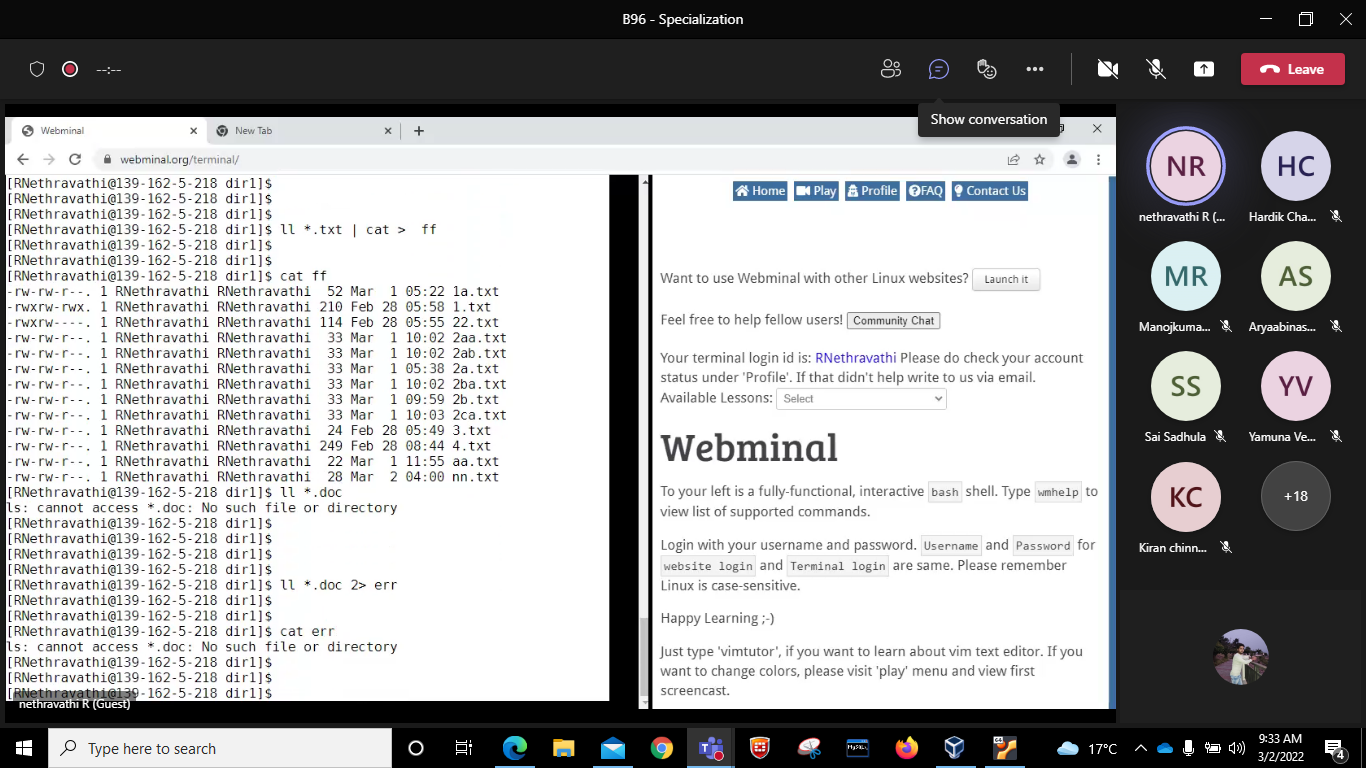 B96 - Specialization
--:--
Leave
Show conversation
Webminal
New Tab
webminal.org/terminal/
[RNethravathi@139-162-5-218 dir1]$
[RNethravathi@139-162-5-218 dir1]$
[RNethravathi@139-162-5-218 dir1]$
[RNethravathi@139-162-5-218 dir1]$ ll *.txt | cat >  ff
[RNethravathi@139-162-5-218 dir1]$
[RNethravathi@139-162-5-218 dir1]$
[RNethravathi@139-162-5-218 dir1]$ cat ff
-rw-rw-r--. 1 RNethravathi RNethravathi  52 Mar  1 05:22 1a.txt
-rwxrw-rwx. 1 RNethravathi RNethravathi 210 Feb 28 05:58 1.txt
-rwxrw----. 1 RNethravathi RNethravathi 114 Feb 28 05:55 22.txt
-rw-rw-r--. 1 RNethravathi RNethravathi  33 Mar  1 10:02 2aa.txt
-rw-rw-r--. 1 RNethravathi RNethravathi  33 Mar  1 10:02 2ab.txt
-rw-rw-r--. 1 RNethravathi RNethravathi  33 Mar  1 05:38 2a.txt
-rw-rw-r--. 1 RNethravathi RNethravathi  33 Mar  1 10:02 2ba.txt
-rw-rw-r--. 1 RNethravathi RNethravathi  33 Mar  1 09:59 2b.txt
-rw-rw-r--. 1 RNethravathi RNethravathi  33 Mar  1 10:03 2ca.txt
-rw-rw-r--. 1 RNethravathi RNethravathi  24 Feb 28 05:49 3.txt
-rw-rw-r--. 1 RNethravathi RNethravathi 249 Feb 28 08:44 4.txt
-rw-rw-r--. 1 RNethravathi RNethravathi  22 Mar  1 11:55 aa.txt
-rw-rw-r--. 1 RNethravathi RNethravathi  28 Mar  2 04:00 nn.txt
[RNethravathi@139-162-5-218 dir1]$ ll *.doc
ls: cannot access *.doc: No such file or directory
[RNethravathi@139-162-5-218 dir1]$
[RNethravathi@139-162-5-218 dir1]$
[RNethravathi@139-162-5-218 dir1]$
[RNethravathi@139-162-5-218 dir1]$
[RNethravathi@139-162-5-218 dir1]$ ll *.doc 2> err
[RNethravathi@139-162-5-218 dir1]$
[RNethravathi@139-162-5-218 dir1]$
[RNethravathi@139-162-5-218 dir1]$ cat err
ls: cannot access *.doc: No such file or directory
[RNethravathi@139-162-5-218 dir1]$
[RNethravathi@139-162-5-218 dir1]$
[RNethravathi@139-162-5-218 dir1]$
nethravathi R (Guest)
Home Play Profile FAQ Contact Us
Want to use Webminal with other Linux websites? Launch it
Feel free to help fellow users! Community Chat
Your terminal login id is: RNethravathi Please do check your account
status under 'Profile'. If that didn't help write to us via email.
Available Lessons: Select
Webminal
To your left is a fully-functional, interactive bash shell. Type wmhelp to
view list of supported commands.
Login with your username and password. Username and Password for
website login and Terminal login are same. Please remember
Linux is case-sensitive.
Happy Learning ;-)
Just type 'vimtutor', if you want to learn about vim text editor. If you
want to change colors, please visit 'play' menu and view first
screencast.
NR
HC
nethravathi R (...
Hardik Cha...
MR
AS
Manojkuma...
Aryaabinas...
SS
YV
Sai Sadhula
Yamuna Ve...
KC
+18
Kiran chinn...
Type here to search
MySQL
64
17°C
9:33 AM
3/2/2022
4